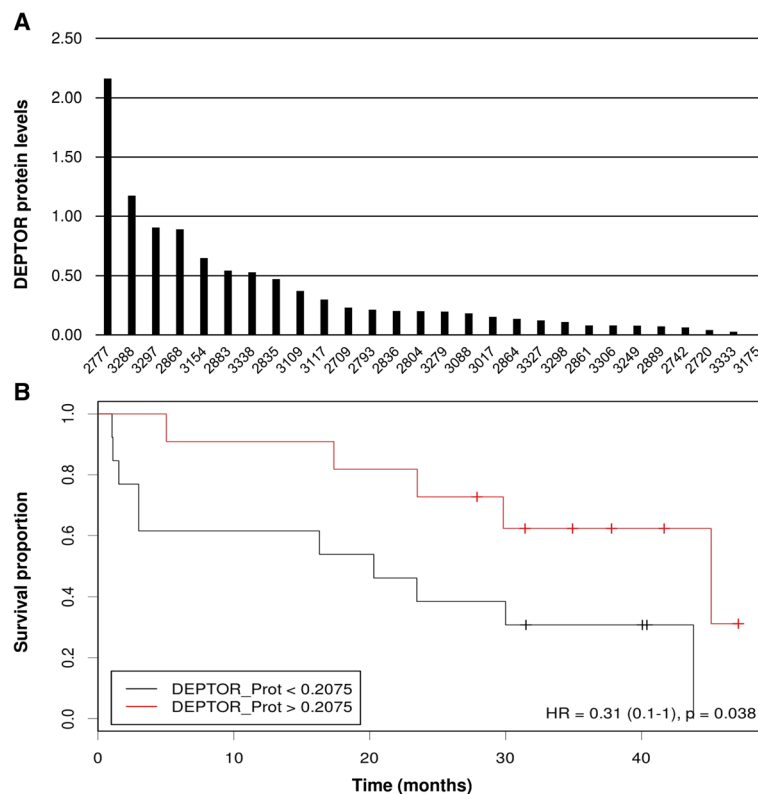 A
2.50
2.00
1.50
1.00
0.50
0.00
DEPTOR protein levels
2777 3288 3297 2868 3154 2883 3338 2835 3109 3117 2709 2793 2836 2804 3279 3088 3017 2864 3327 3298 2861 3306 3249 2889 2742 2720 3333 3175
B
1.0
0.8
0.6
0.4
0.2
0.0
Survival proportion
DEPTOR_Prot < 0.2075
DEPTOR_Prot > 0.2075
HR = 0.31 (0.1-1), p = 0.038
0 10 20 30 40
Time (months)